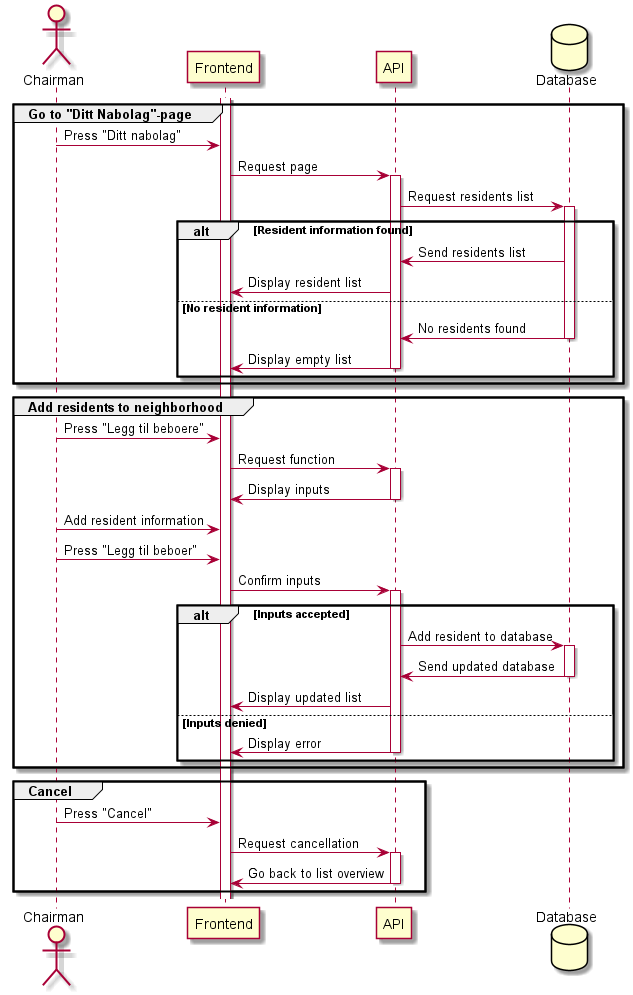 Chairman
Frontend
API
Database
Go to "Ditt Nabolag"-page
Press "Ditt nabolag"
Request page
Request residents list
alt [Resident information found]
Send residents list
Display resident list
[No resident information]
No residents found
Display empty list
Add residents to neighborhood
Press "Legg til beboere"
Request function
Display inputs
Add resident information
Press "Legg til beboer"
Confirm inputs
alt [Inputs accepted]
Add resident to database
Send updated database
Display updated list
[Inputs denied]
Display error
Cancel
Press "Cancel"
Request cancellation
Go back to list overview
Chairman
Frontend
API
Database